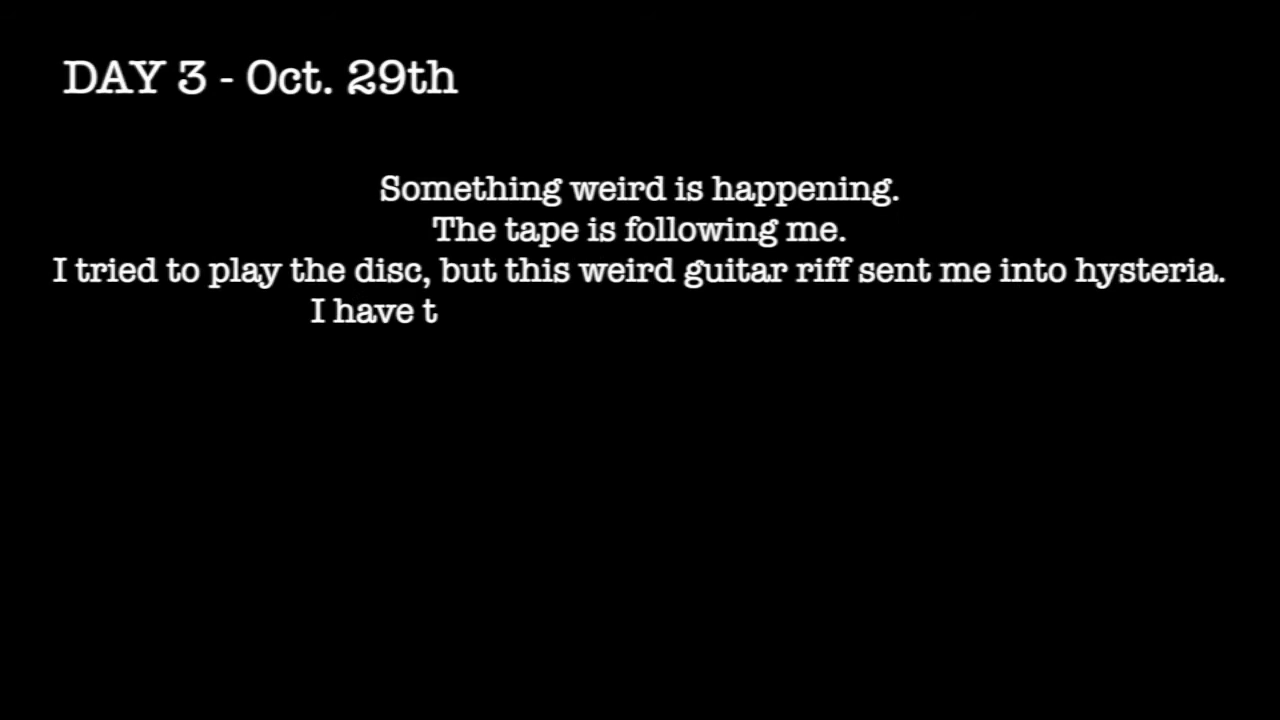 DAY 3 - Oct. 29th
Something weird is happening.
The tape is following me.
I tried to play the disc, but this weird guitar riff sent me into hysteria.
I have t